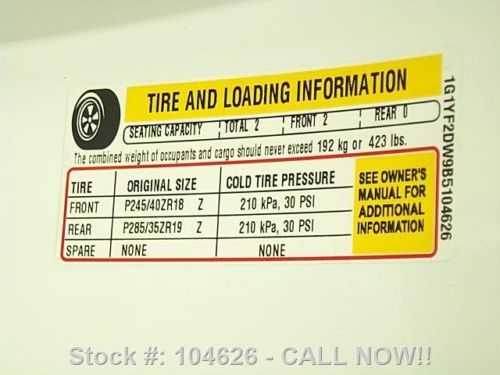 TIRE AND LOADING INFORMATION
SEATING CAPACITY TOTAL 2 FRONT 2 REAR 0
The combined weight of occupants and cargo should never exceed 192 kg or 423 lbs.
TIRE ORIGINAL SIZE COLD TIRE PRESSURE
FRONT P245/40ZR18 Z 210 kPa, 30 PSI
REAR P285/35ZR19 Z 210 kPa, 30 PSI
SPARE NONE NONE
SEE OWNER'S
MANUAL FOR
ADDITIONAL
INFORMATION
1G1YF2DW9B5104626
Stock #: 104626 - CALL NOW!!